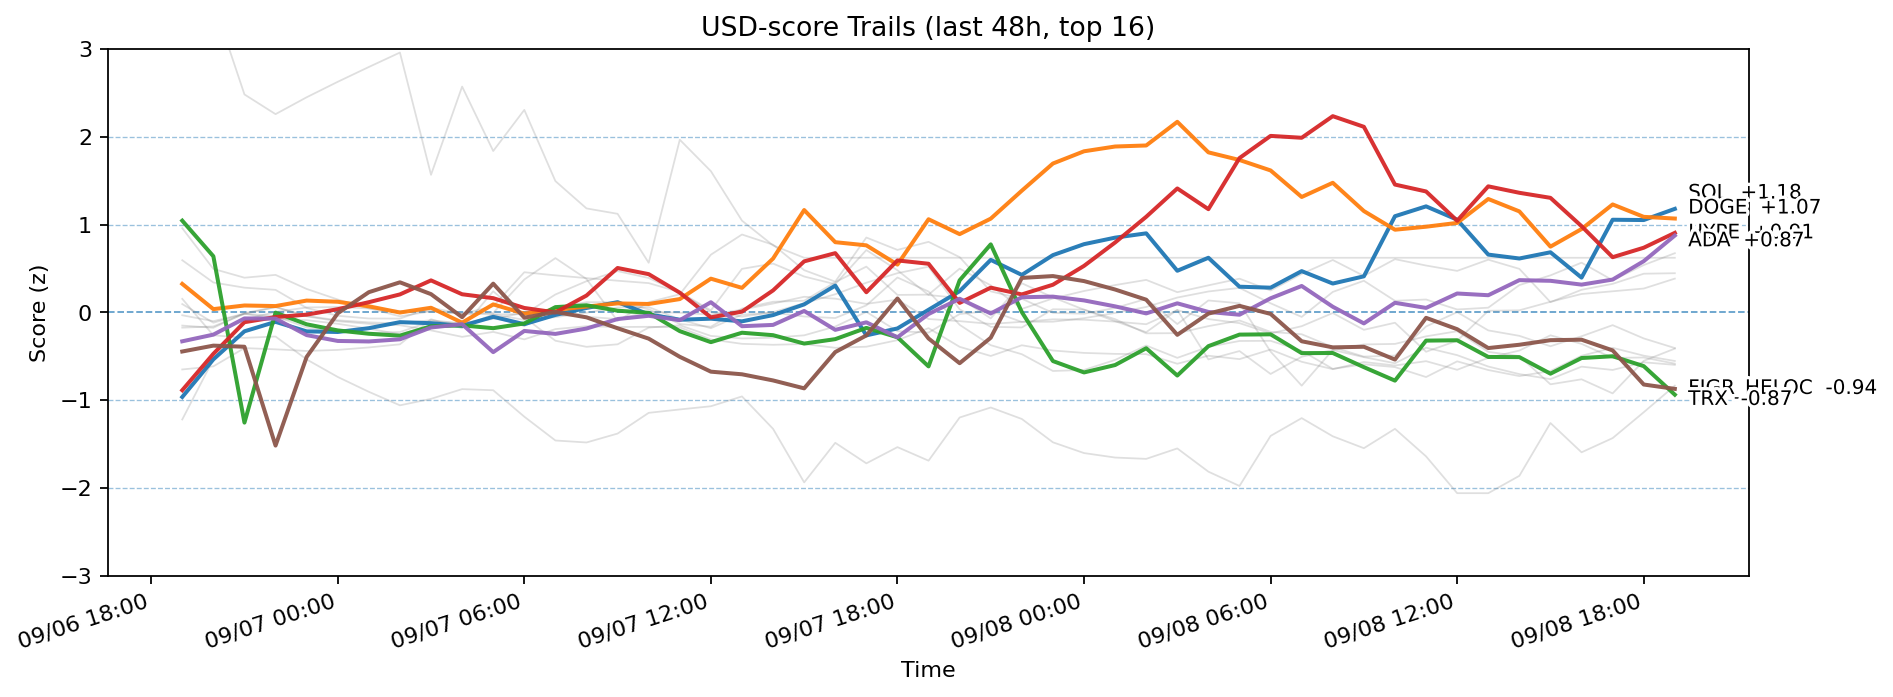 USD-score Trails (last 48h, top 16)
3
2
1
0
−1
−2
−3
Score (z)
SOL +1.18
DOGE +1.07
HYPE +0.91
ADA +0.87
FIGR_HELOC -0.94
TRX -0.87
09/06 18:00
09/07 00:00
09/07 06:00
09/07 12:00
09/07 18:00
09/08 00:00
09/08 06:00
09/08 12:00
09/08 18:00
Time